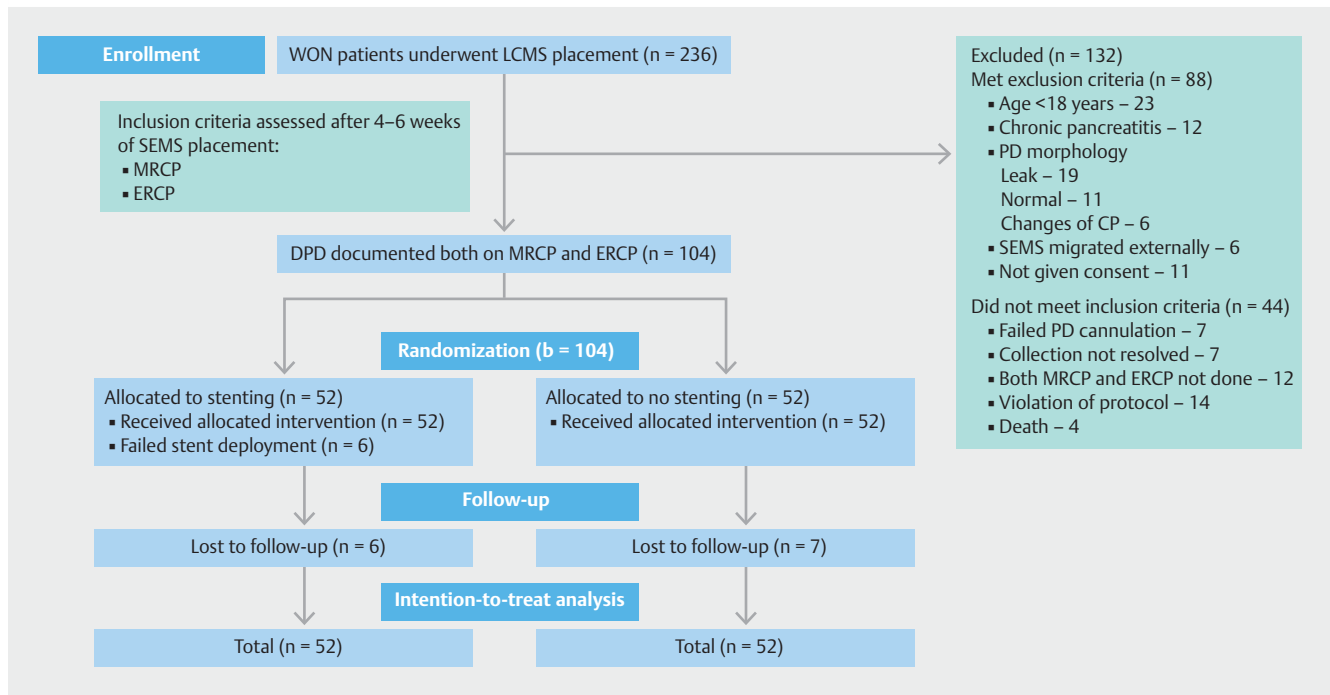 Enrollment
WON patients underwent LCMS placement (n = 236)
Inclusion criteria assessed after 4–6 weeks
of SEMS placement:
▪ MRCP
▪ ERCP
Excluded (n = 132)
Met exclusion criteria (n = 88)
▪ Age <18 years – 23
▪ Chronic pancreatitis – 12
▪ PD morphology
Leak – 19
Normal – 11
Changes of CP – 6
▪ SEMS migrated externally – 6
▪ Not given consent – 11
Did not meet inclusion criteria (n = 44)
▪ Failed PD cannulation – 7
▪ Collection not resolved – 7
▪ Both MRCP and ERCP not done – 12
▪ Violation of protocol – 14
▪ Death – 4
DPD documented both on MRCP and ERCP (n = 104)
Randomization (b = 104)
Allocated to stenting (n = 52)
▪ Received allocated intervention (n = 52)
▪ Failed stent deployment (n = 6)
Allocated to no stenting (n = 52)
▪ Received allocated intervention (n = 52)
Follow-up
Lost to follow-up (n = 6)
Lost to follow-up (n = 7)
Intention-to-treat analysis
Total (n = 52)
Total (n = 52)